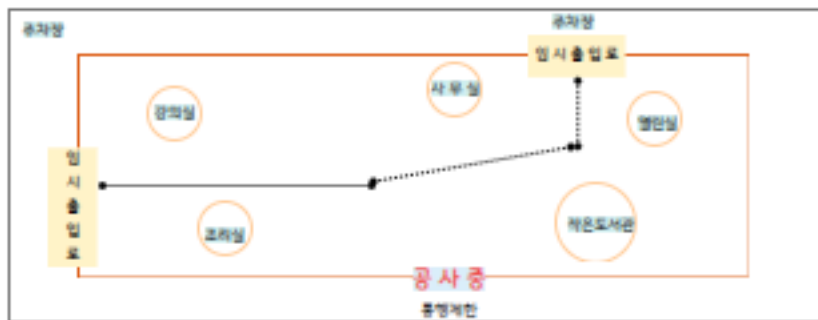 주차장
주차장
임시출입로
사무실
강의실
열람실
임시출입로
조리실
작은도서관
공사중
통행제한